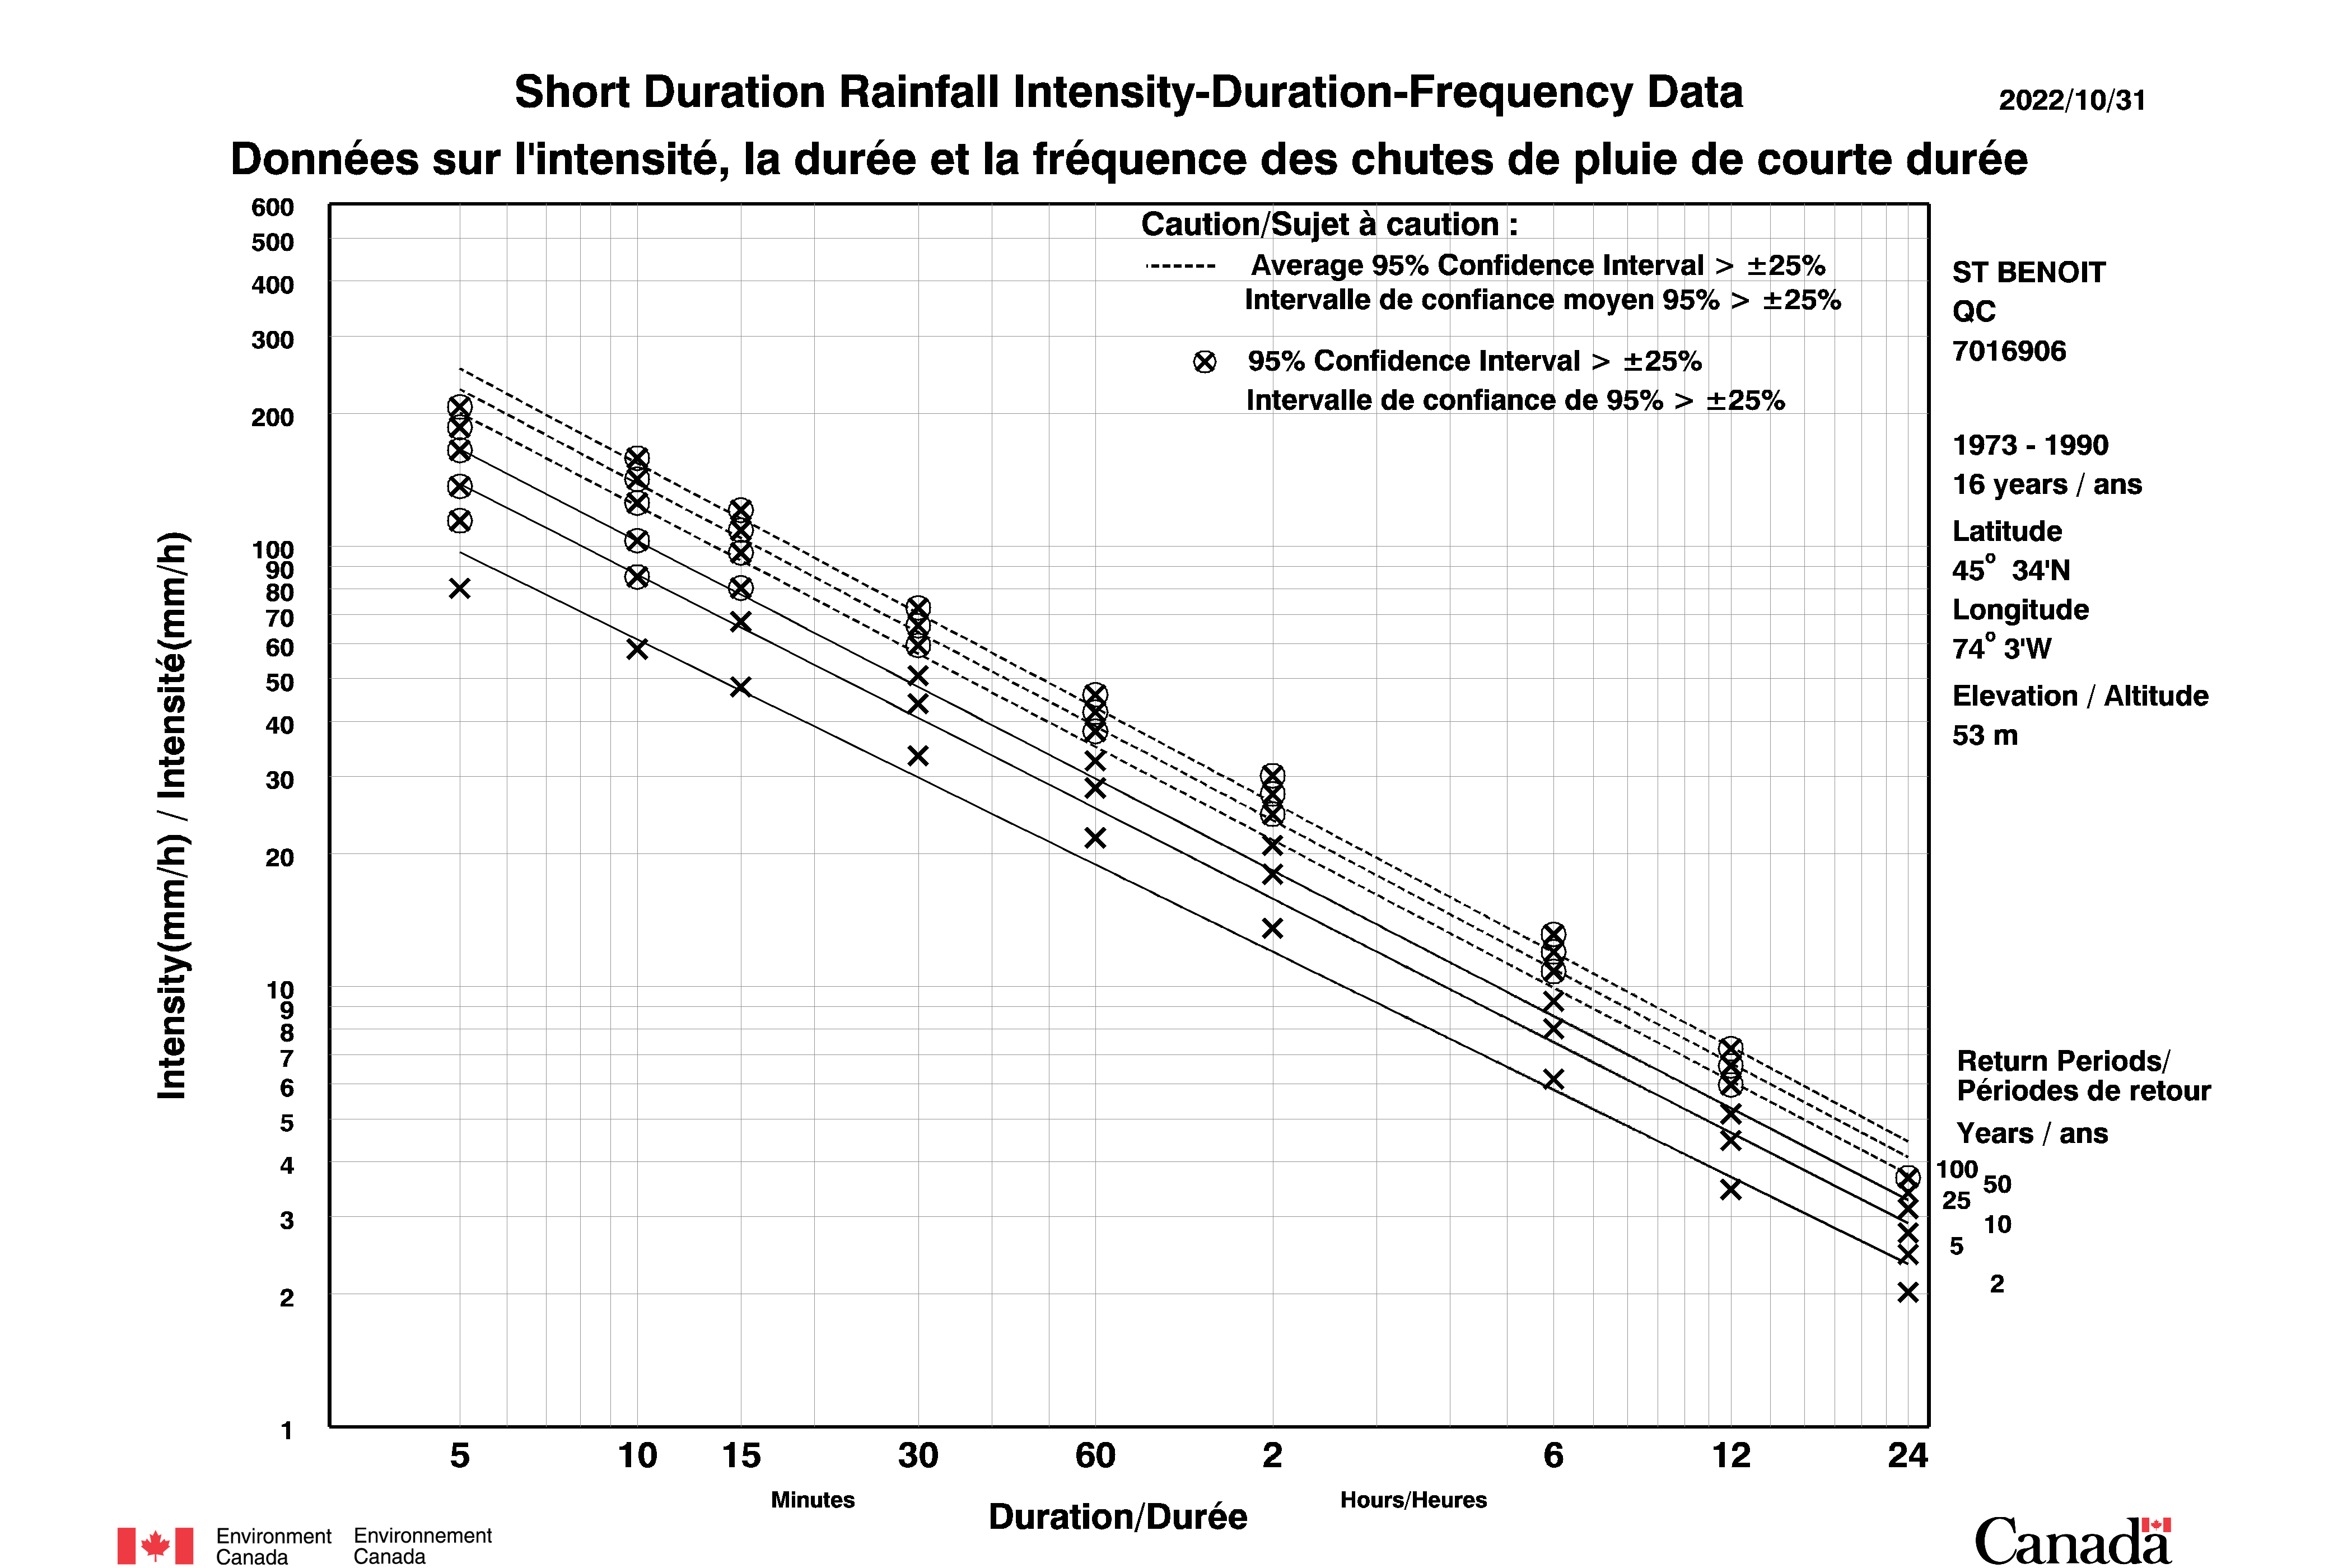 Short Duration Rainfall Intensity-Duration-Frequency Data
2022/10/31
Données sur l'intensité, la durée et la fréquence des chutes de pluie de courte durée
Caution/Sujet à caution :
Average 95% Confidence Interval > ±25%
Intervalle de confiance moyen 95% > ±25%
95% Confidence Interval > ±25%
Intervalle de confiance de 95% > ±25%
ST BENOIT
QC
7016906
1973 - 1990
16 years / ans
Latitude
45° 34'N
Longitude
74° 3'W
Elevation / Altitude
53 m
Return Periods/
Périodes de retour
Years / ans
100
50
25
10
5
2
Intensity(mm/h) / Intensité(mm/h)
600
500
400
300
200
100
90
80
70
60
50
40
30
20
10
9
8
7
6
5
4
3
2
1
5 10 15 30 60 2 6 12 24
Minutes
Hours/Heures
Duration/Durée
Environment Environnement
Canada Canada
Canada